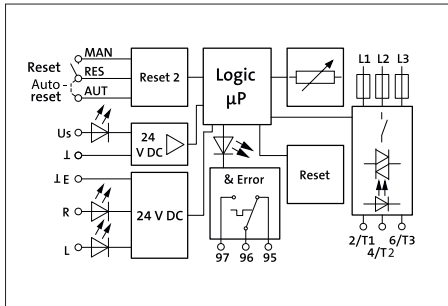 MAN
Reset
RES
Auto-
reset
AUT
Reset 2
Logic
μP
L1 L2 L3
Us
⊥
24
V DC
⊥ E
R
L
24 V DC
& Error
Reset
97 96 95
2/T1
4/T2
6/T3